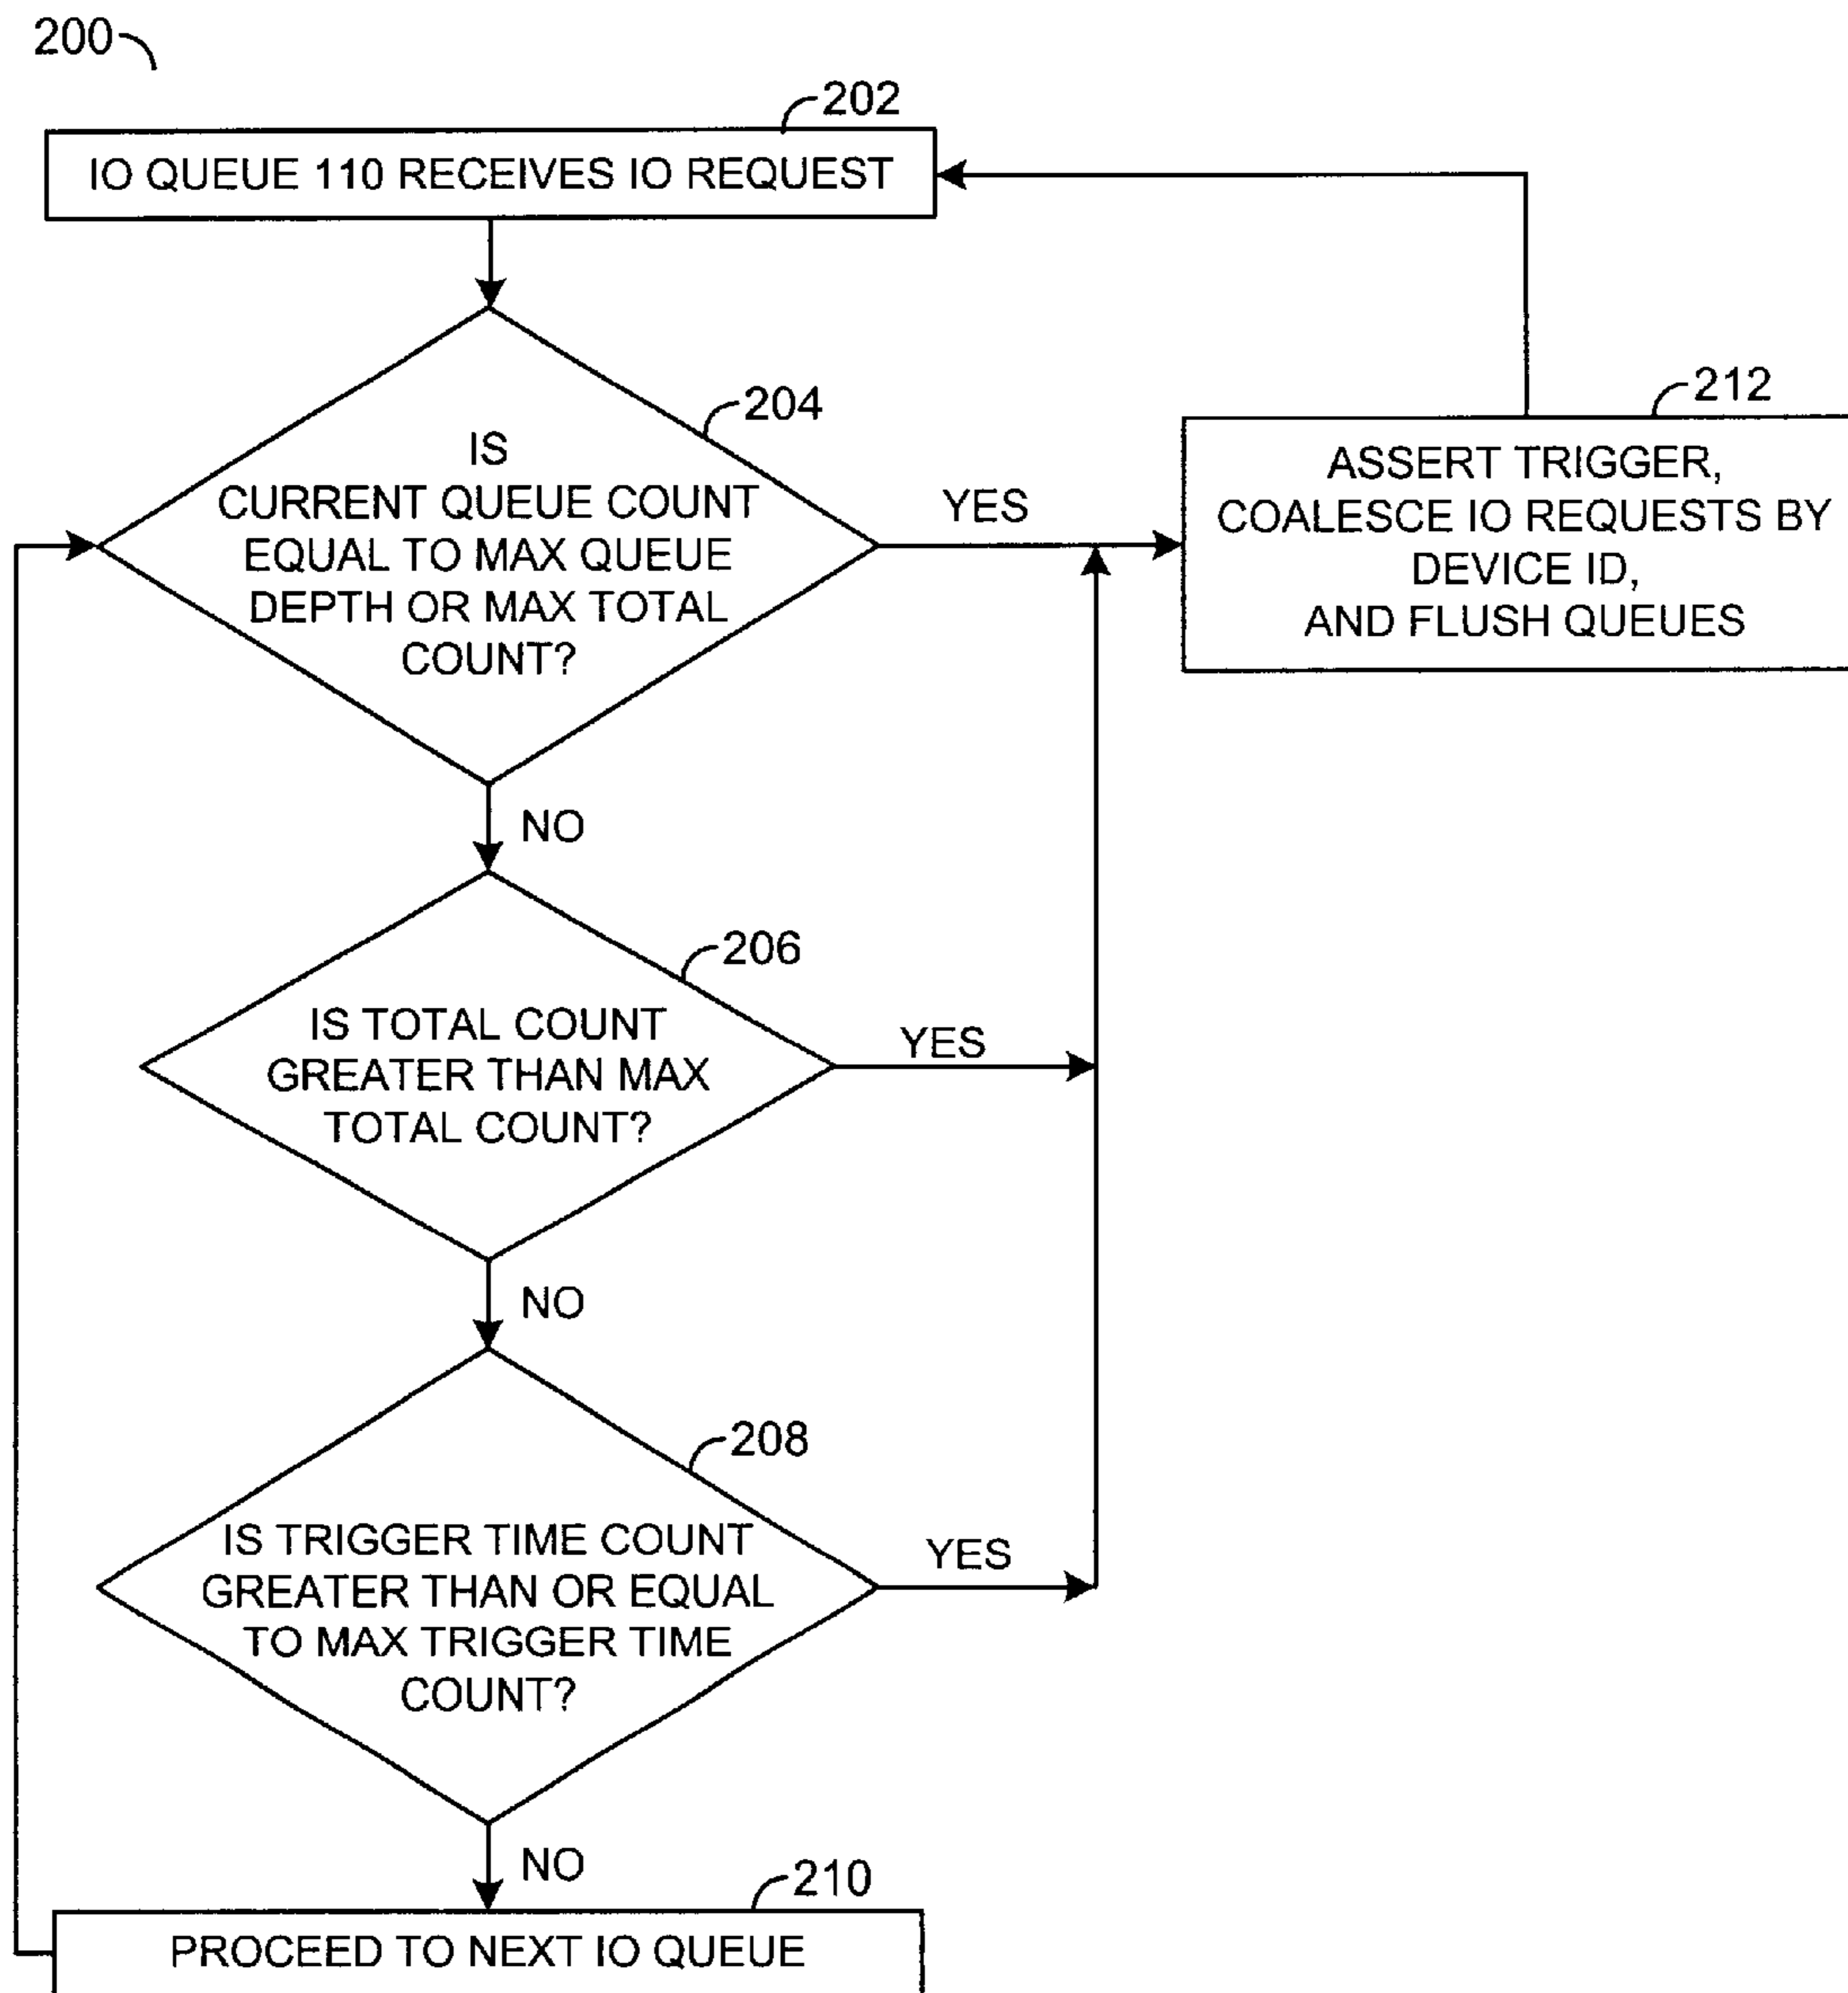 200
202
IO QUEUE 110 RECEIVES IO REQUEST
204
IS
CURRENT QUEUE COUNT
EQUAL TO MAX QUEUE
DEPTH OR MAX TOTAL
COUNT?
YES
212
ASSERT TRIGGER,
COALESCE IO REQUESTS BY
DEVICE ID,
AND FLUSH QUEUES
NO
206
IS TOTAL COUNT
GREATER THAN MAX
TOTAL COUNT?
YES
NO
208
IS TRIGGER TIME COUNT
GREATER THAN OR EQUAL
TO MAX TRIGGER TIME
COUNT?
YES
NO
210
PROCEED TO NEXT IO QUEUE